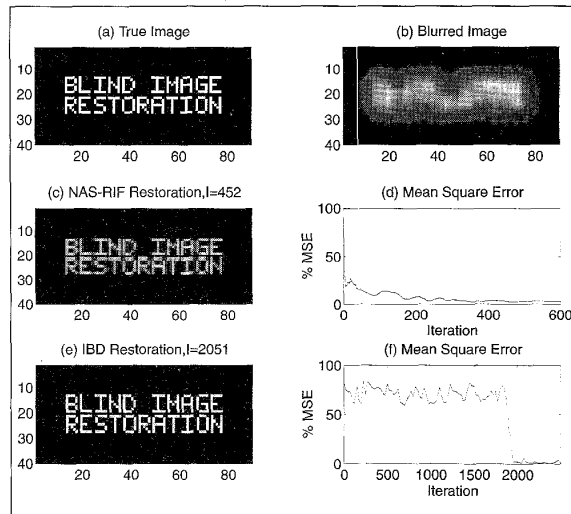 (a) True Image
10
20
30
40
BLIND IMAGE
RESTORATION
20 40 60 80
(b) Blurred Image
10
20
30
40
20 40 60 80
(c) NAS-RIF Restoration,I=452
10
20
30
40
BLIND IMAGE
RESTORATION
20 40 60 80
(d) Mean Square Error
100
50
0
% MSE
0 200 400 600
Iteration
(e) IBD Restoration,I=2051
10
20
30
40
BLIND IMAGE
RESTORATION
20 40 60 80
(f) Mean Square Error
100
50
0
% MSE
0 500 1000 1500 2000
Iteration